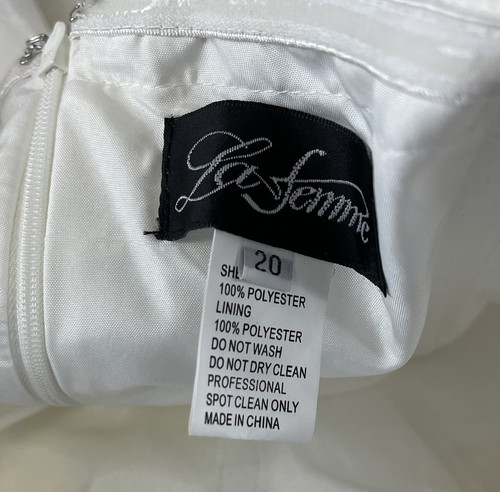 La Femme
20
100% POLYESTER
LINING
100% POLYESTER
DO NOT WASH
DO NOT DRY CLEAN
PROFESSIONAL
SPOT CLEAN ONLY
MADE IN CHINA